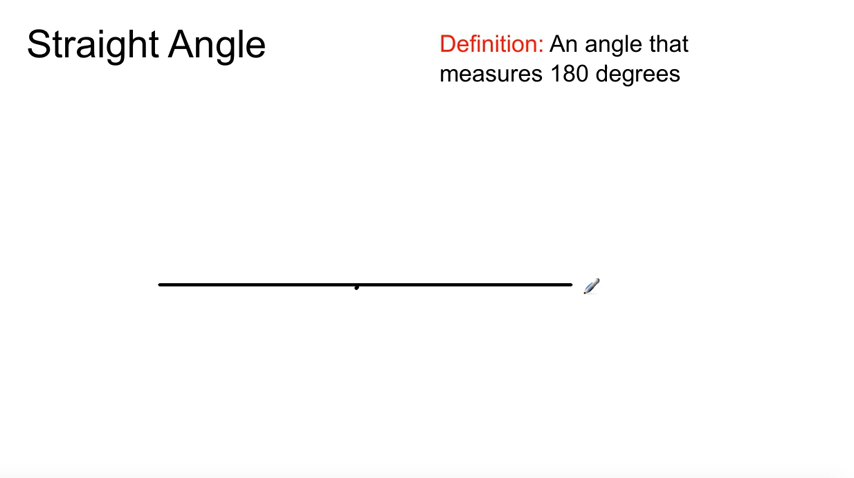 Straight Angle
Definition: An angle that
measures 180 degrees